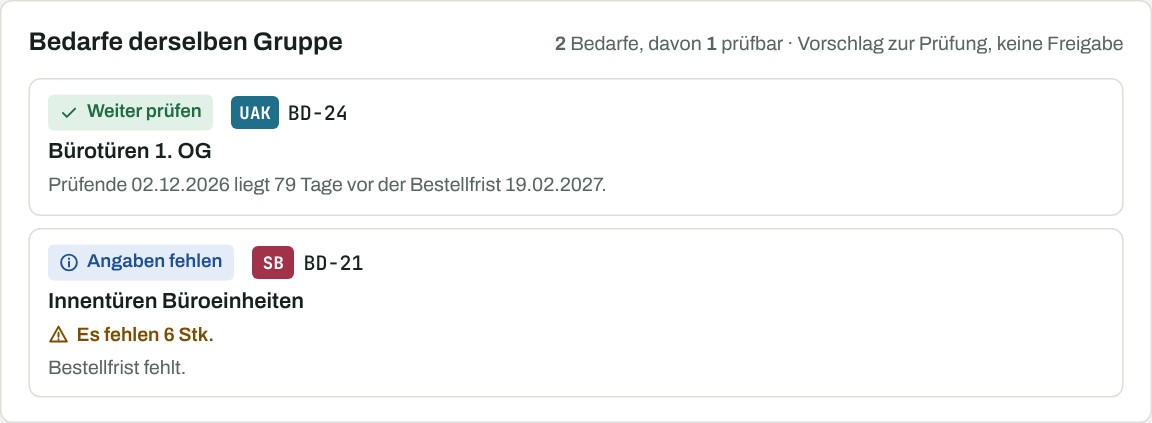 Bedarfe derselben Gruppe
2 Bedarfe, davon 1 prüfbar · Vorschlag zur Prüfung, keine Freigabe
Weiter prüfen UAK BD-24
Bürotüren 1. OG
Prüfende 02.12.2026 liegt 79 Tage vor der Bestellfrist 19.02.2027.
Angaben fehlen SB BD-21
Innentüren Büroeinheiten
Es fehlen 6 Stk.
Bestellfrist fehlt.